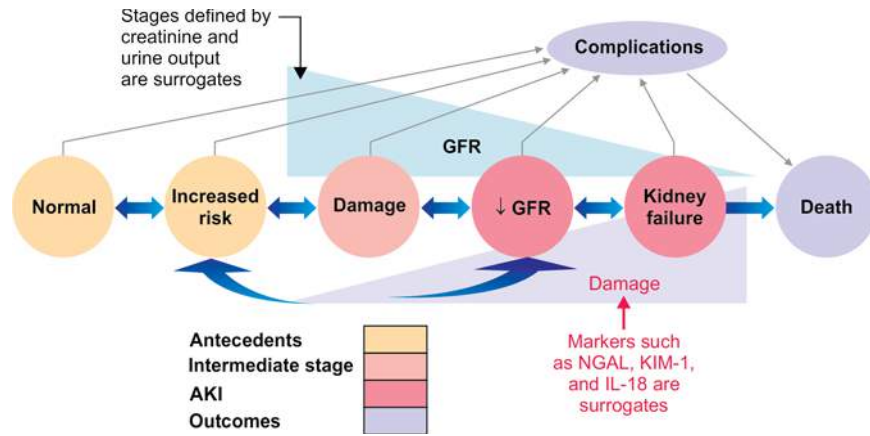 Stages defined by
creatinine and
urine output
are surrogates
Complications
GFR
Normal
Increased
risk
Damage
↓ GFR
Kidney
failure
Death
Damage
Markers such
as NGAL, KIM-1,
and IL-18 are
surrogates
Antecedents
Intermediate stage
AKI
Outcomes